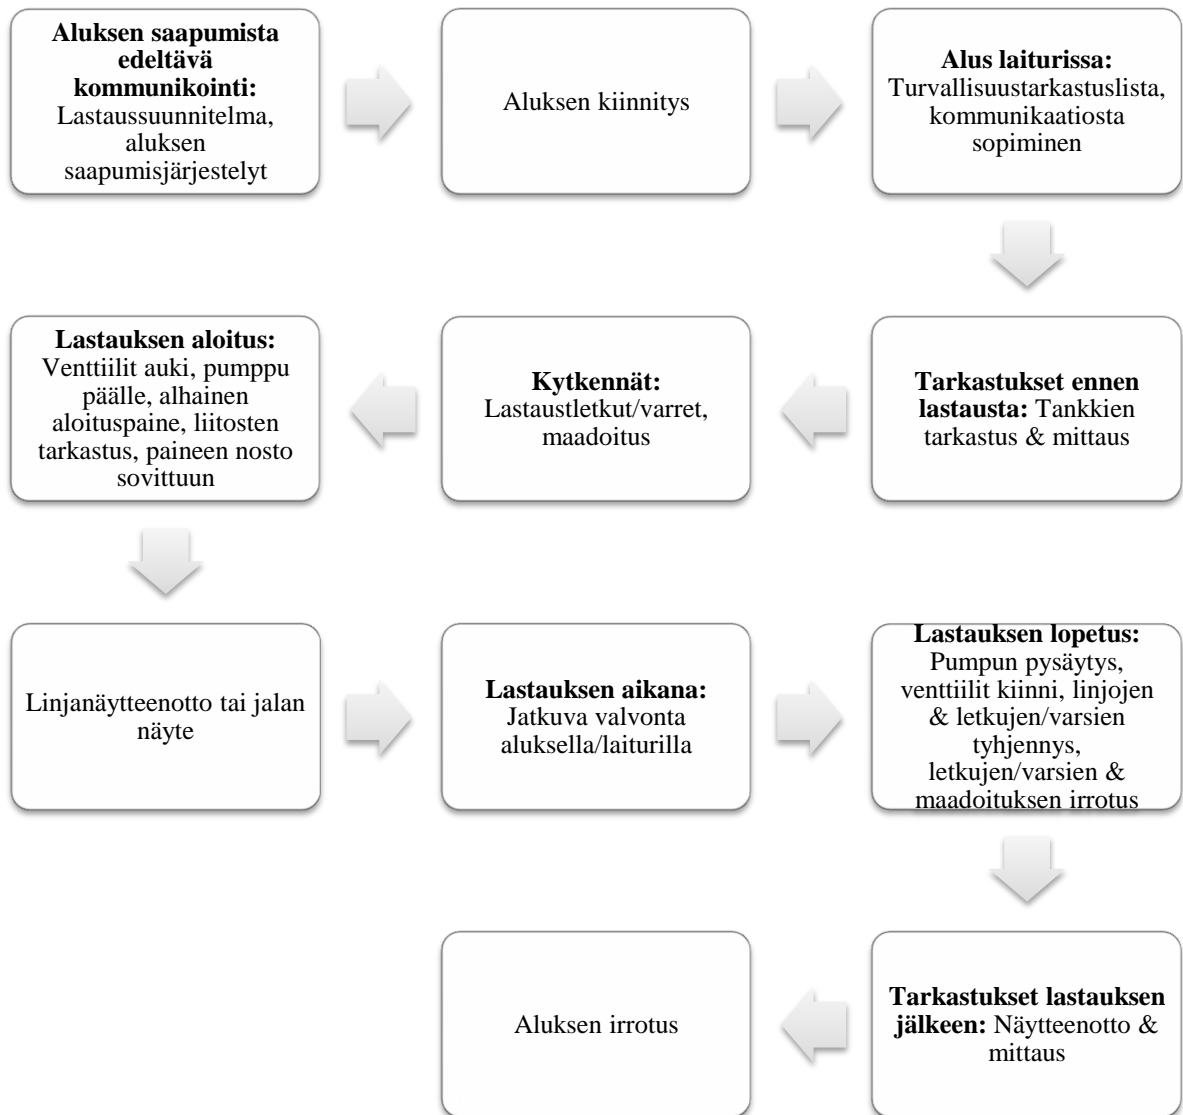 Aluksen saapumista
edeltävä
kommunikointi:
Lastaussuunnitelma,
aluksen
saapumisjärjestelyt
Aluksen kiinnitys
Alus laiturissa:
Turvallisuustarkastuslista,
kommunikaatiosta
sopiminen
Tarkastukset ennen
lastausta: Tankkien
tarkastus & mittaus
Kytkennät:
Lastaustletkut/varret,
maadoitus
Lastauksen aloitus:
Venttiilit auki, pumppu
päälle, alhainen
aloituspaine, liitosten
tarkastus, paineen nosto
sovittuun
Linjanäytteenotto tai jalan
näyte
Lastauksen aikana:
Jatkuva valvonta
aluksella/laiturilla
Lastauksen lopetus:
Pumpun pysäytys,
venttiilit kiinni, linjojen
& letkujen/varsien
tyhjennys,
letkujen/varsien &
maadoituksen irrotus
Tarkastukset lastauksen
jälkeen: Näytteenotto &
mittaus
Aluksen irrotus